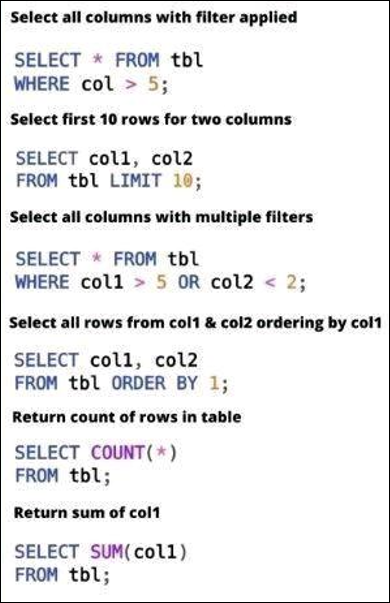 Select all columns with filter applied
SELECT * FROM tbl
WHERE col > 5;
Select first 10 rows for two columns
SELECT col1, col2
FROM tbl LIMIT 10;
Select all columns with multiple filters
SELECT * FROM tbl
WHERE col1 > 5 OR col2 < 2;
Select all rows from col1 & col2 ordering by col1
SELECT col1, col2
FROM tbl ORDER BY 1;
Return count of rows in table
SELECT COUNT(*)
FROM tbl;
Return sum of col1
SELECT SUM(col1)
FROM tbl;